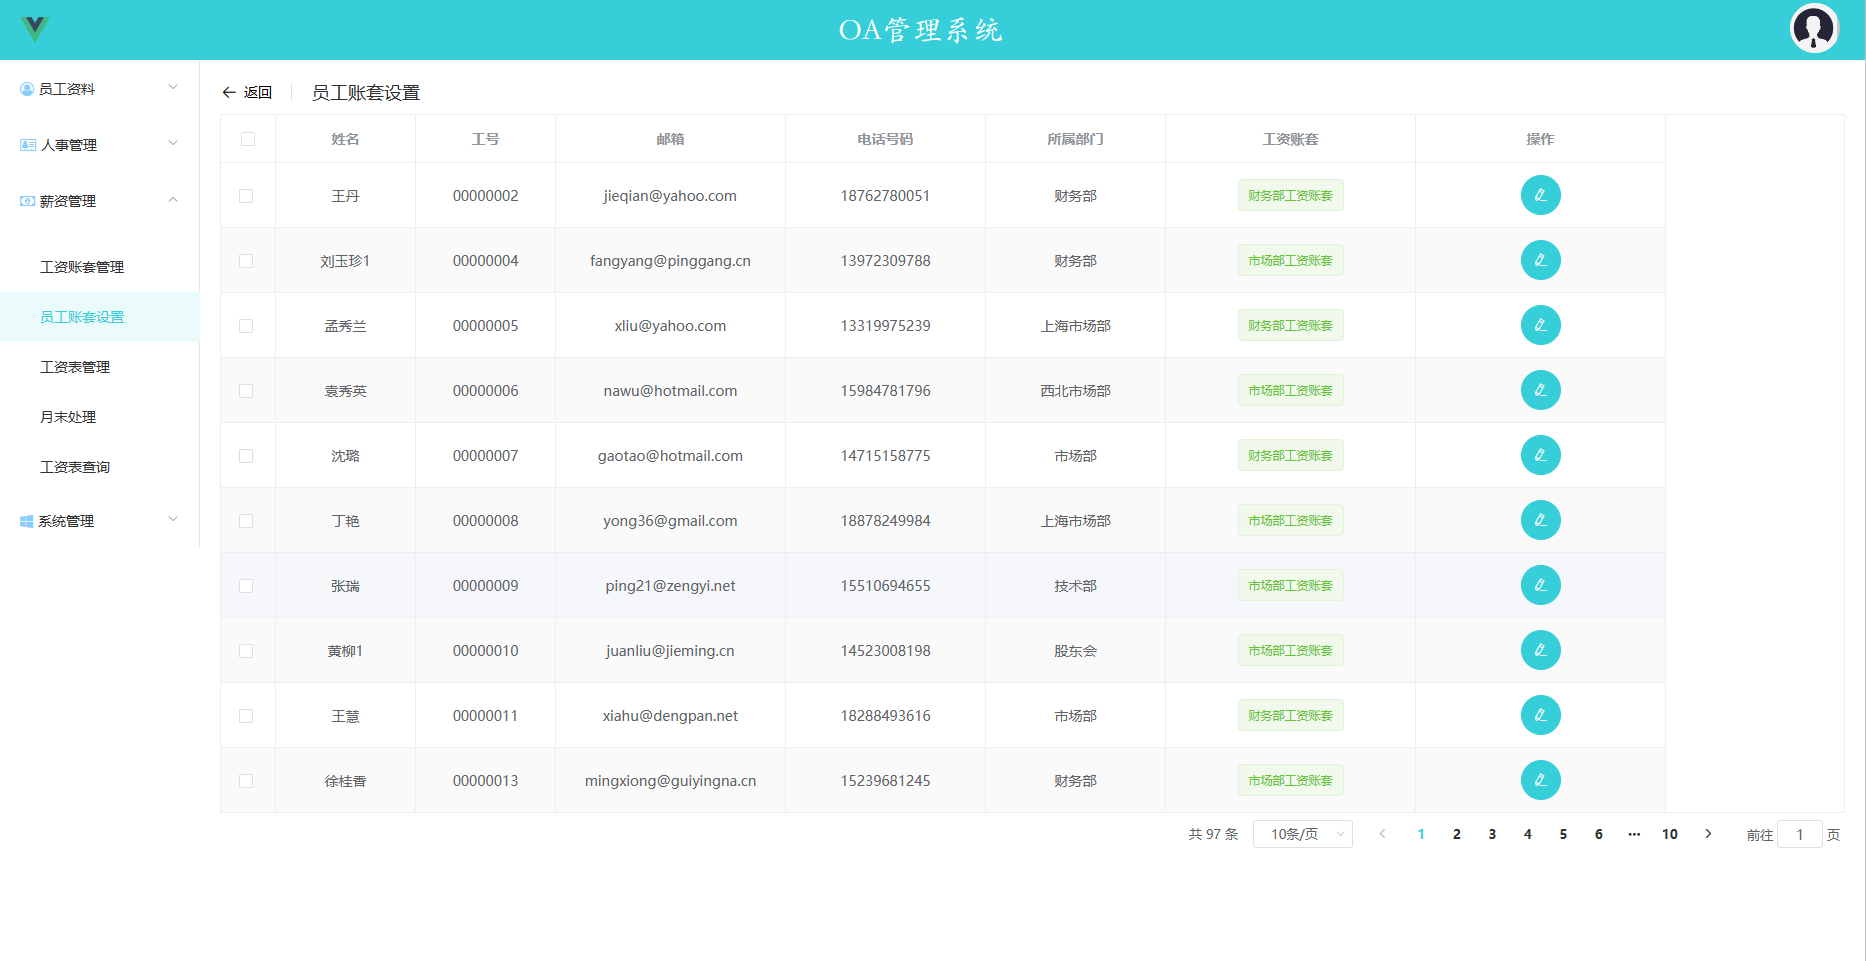 OA管理系统
员工资料
人事管理
薪资管理
工资账套管理
员工账套设置
工资表管理
月末处理
工资表查询
系统管理
返回 员工账套设置
姓名 工号 邮箱 电话号码 所属部门 工资账套 操作
王丹 00000002 jieqian@yahoo.com 18762780051 财务部 财务部工资账套
刘玉珍1 00000004 fangyang@pinggang.cn 13972309788 财务部 市场部工资账套
孟秀兰 00000005 xliu@yahoo.com 13319975239 上海市场部 财务部工资账套
袁秀英 00000006 nawu@hotmail.com 15984781796 西北市场部 市场部工资账套
沈璐 00000007 gaotao@hotmail.com 14715158775 市场部 财务部工资账套
丁艳 00000008 yong36@gmail.com 18878249984 上海市场部 市场部工资账套
张瑞 00000009 ping21@zengyi.net 15510694655 技术部 市场部工资账套
黄柳1 00000010 juanliu@jieming.cn 14523008198 股东会 市场部工资账套
王慧 00000011 xiahu@dengpan.net 18288493616 市场部 财务部工资账套
徐桂香 00000013 mingxiong@guiyingna.cn 15239681245 财务部 市场部工资账套
共 97 条 10条/页 1 2 3 4 5 6 ··· 10 前往 1 页